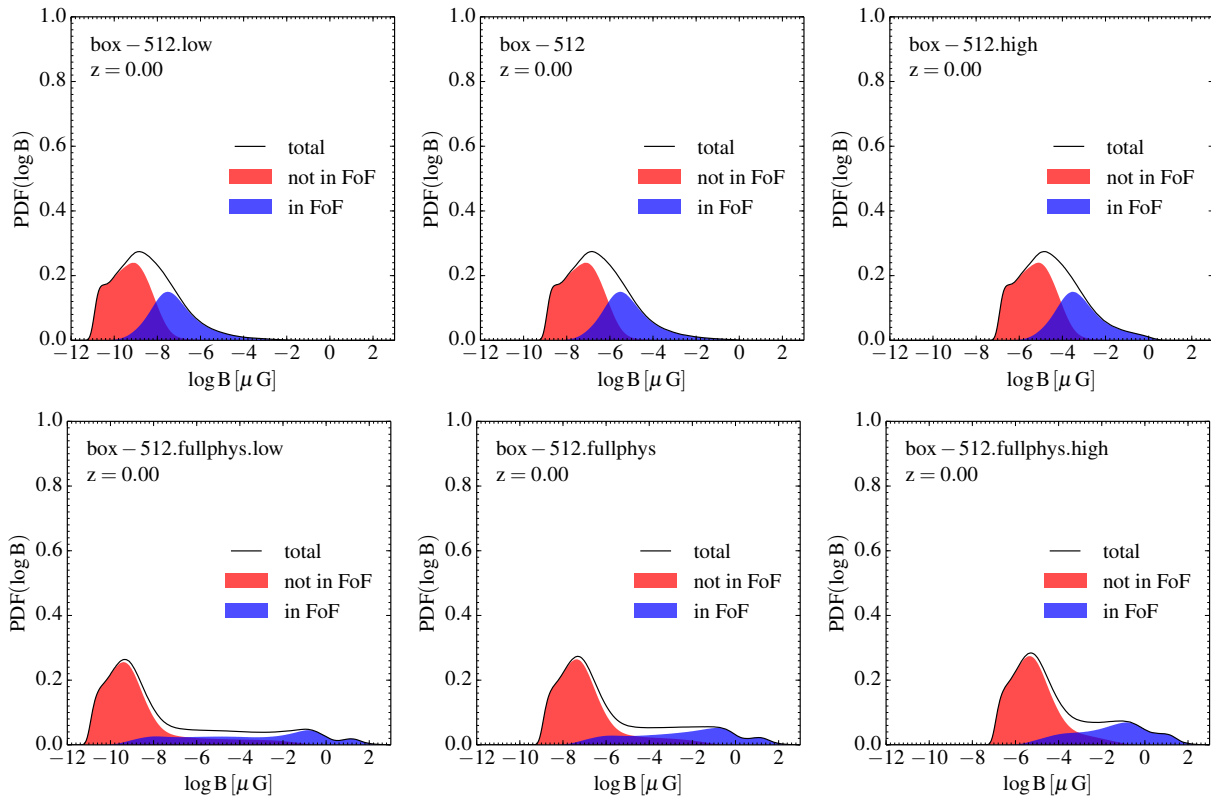 box − 512.low
z = 0.00
total
not in FoF
in FoF
PDF(log B)
1.0
0.8
0.6
0.4
0.2
0.0
−12 −10 −8 −6 −4 −2 0 2
log B [μ G]
box − 512
z = 0.00
total
not in FoF
in FoF
PDF(log B)
1.0
0.8
0.6
0.4
0.2
0.0
−12 −10 −8 −6 −4 −2 0 2
log B [μ G]
box − 512.high
z = 0.00
total
not in FoF
in FoF
PDF(log B)
1.0
0.8
0.6
0.4
0.2
0.0
−12 −10 −8 −6 −4 −2 0 2
log B [μ G]
box − 512.fullphys.low
z = 0.00
total
not in FoF
in FoF
PDF(log B)
1.0
0.8
0.6
0.4
0.2
0.0
−12 −10 −8 −6 −4 −2 0 2
log B [μ G]
box − 512.fullphys
z = 0.00
total
not in FoF
in FoF
PDF(log B)
1.0
0.8
0.6
0.4
0.2
0.0
−12 −10 −8 −6 −4 −2 0 2
log B [μ G]
box − 512.fullphys.high
z = 0.00
total
not in FoF
in FoF
PDF(log B)
1.0
0.8
0.6
0.4
0.2
0.0
−12 −10 −8 −6 −4 −2 0 2
log B [μ G]